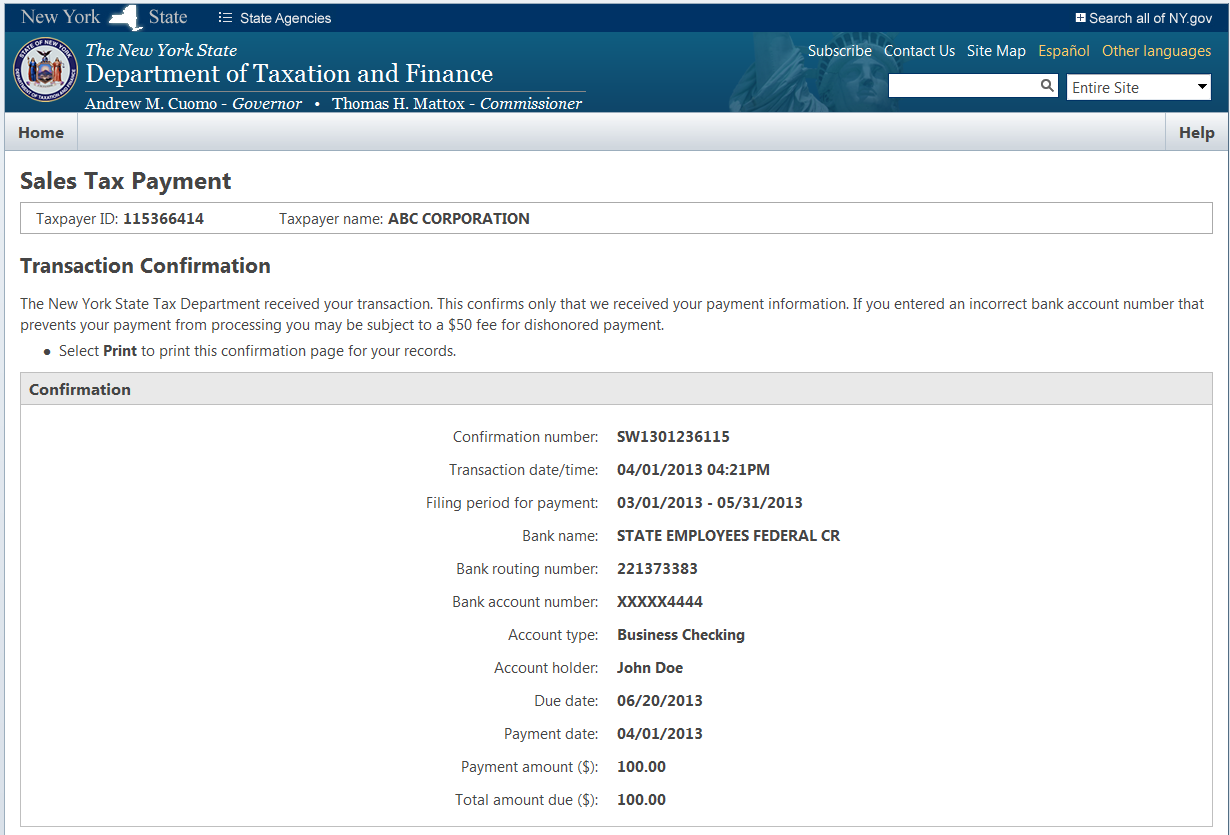 New York State State Agencies Search all of NY.gov
The New York State
Department of Taxation and Finance
Andrew M. Cuomo - Governor • Thomas H. Mattox - Commissioner
Subscribe Contact Us Site Map Español Other languages
Entire Site
Home Help
Sales Tax Payment
Taxpayer ID: 115366414 Taxpayer name: ABC CORPORATION
Transaction Confirmation
The New York State Tax Department received your transaction. This confirms only that we received your payment information. If you entered an incorrect bank account number that
prevents your payment from processing you may be subject to a $50 fee for dishonored payment.
• Select Print to print this confirmation page for your records.
Confirmation
Confirmation number: SW1301236115
Transaction date/time: 04/01/2013 04:21PM
Filing period for payment: 03/01/2013 - 05/31/2013
Bank name: STATE EMPLOYEES FEDERAL CR
Bank routing number: 221373383
Bank account number: XXXXX4444
Account type: Business Checking
Account holder: John Doe
Due date: 06/20/2013
Payment date: 04/01/2013
Payment amount ($): 100.00
Total amount due ($): 100.00